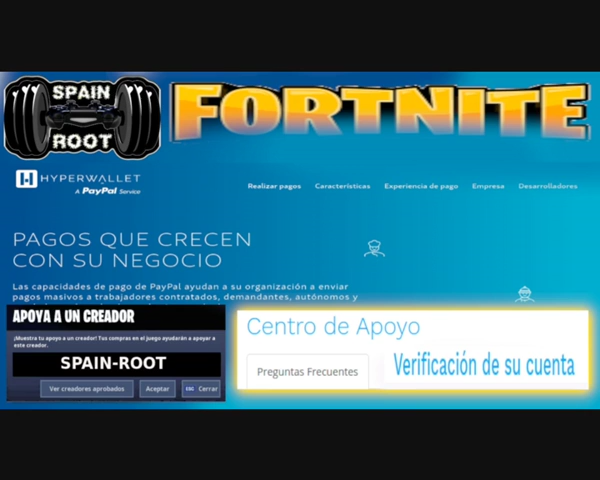 SPAIN
ROOT
FORTNITE
HYPERWALLET
A PayPal Service
Realizar pagos
Características
Experiencia de pago
Empresa
Desarrolladores
PAGOS QUE CRECEN
CON SU NEGOCIO
Las capacidades de pago de PayPal ayudan a su organización a enviar
pagos masivos a trabajadores contratados, demandantes, autónomos y
APOYA A UN CREADOR
¡Muestra tu apoyo a un creador! Tus compras en el juego ayudarán a apoyar a
este creador.
SPAIN-ROOT
Ver creadores aprobados
Aceptar
ESC Cerrar
Centro de Apoyo
Preguntas Frecuentes
Verificación de su cuenta